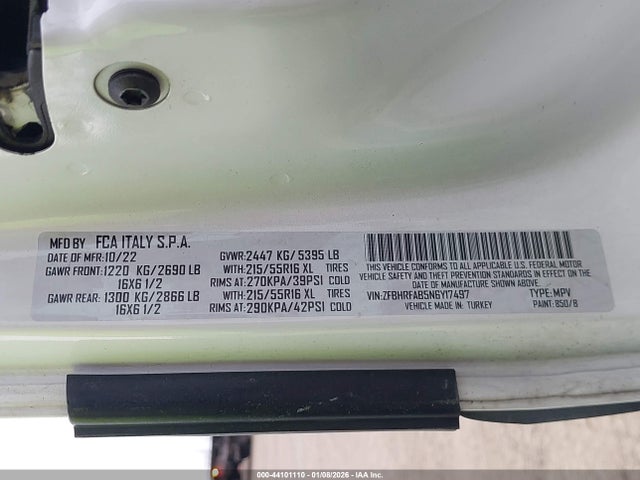 MFD BY FCA ITALY S.P.A.
DATE OF MFR:10/22 GVWR:2447 KG/ 5395 LB
GAWR FRONT:1220 KG/2690 LB WITH:215/55R16 XL TIRES
16X6 1/2 RIMS AT:270KPA/39PSI COLD
GAWR REAR: 1300 KG/2866 LB WITH:215/55R16 XL TIRES
16X6 1/2 RIMS AT:290KPA/42PSI COLD
THIS VEHICLE CONFORMS TO ALL APPLICABLE U.S.A. MOTOR
VEHICLE SAFETY AND THEFT PREVENTION STANDARDS IN EFFECT ON THE
DATE OF MANUFACTURE SHOWN ABOVE.
VIN:ZFBHRFAB5N6Y17497 TYPE:MPV
VEHICLE MADE IN: TURKEY PAINT: 850/B
000-44101110 - 01/08/2026 - IAA Inc.